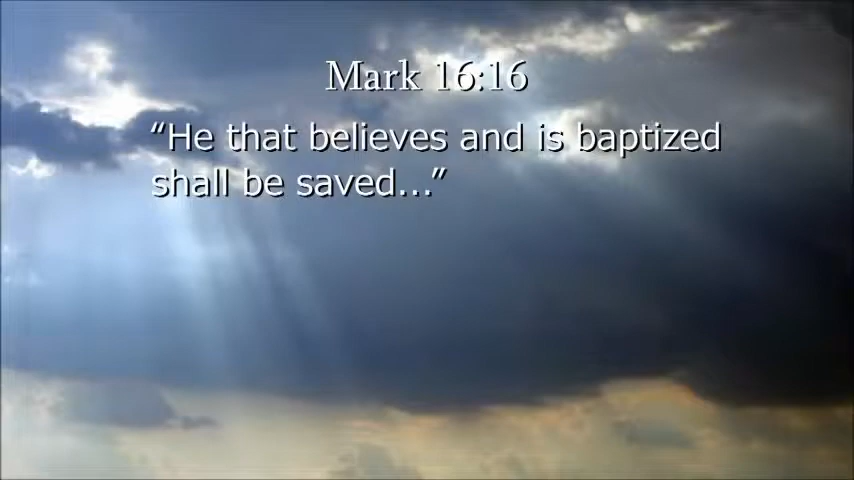 Mark 16:16
“He that believes and is baptized
shall be saved...”